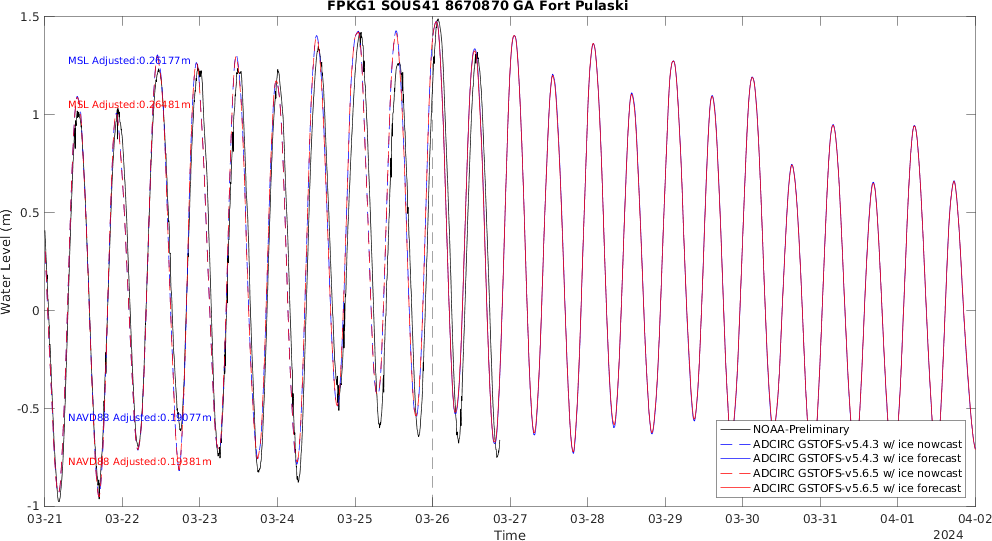 FPKG1 SOUS41 8670870 GA Fort Pulaski
1.5
1
0.5
0
-0.5
-1
Water Level (m)
MSL Adjusted:0.26177m
MSL Adjusted:0.26481m
NAVD88 Adjusted:0.19077m
NAVD88 Adjusted:0.19381m
NOAA-Preliminary
ADCIRC GSTOFS-v5.4.3 w/ ice nowcast
ADCIRC GSTOFS-v5.4.3 w/ ice forecast
ADCIRC GSTOFS-v5.6.5 w/ ice nowcast
ADCIRC GSTOFS-v5.6.5 w/ ice forecast
03-21 03-22 03-23 03-24 03-25 03-26 03-27 03-28 03-29 03-30 03-31 04-01 04-02
Time
2024